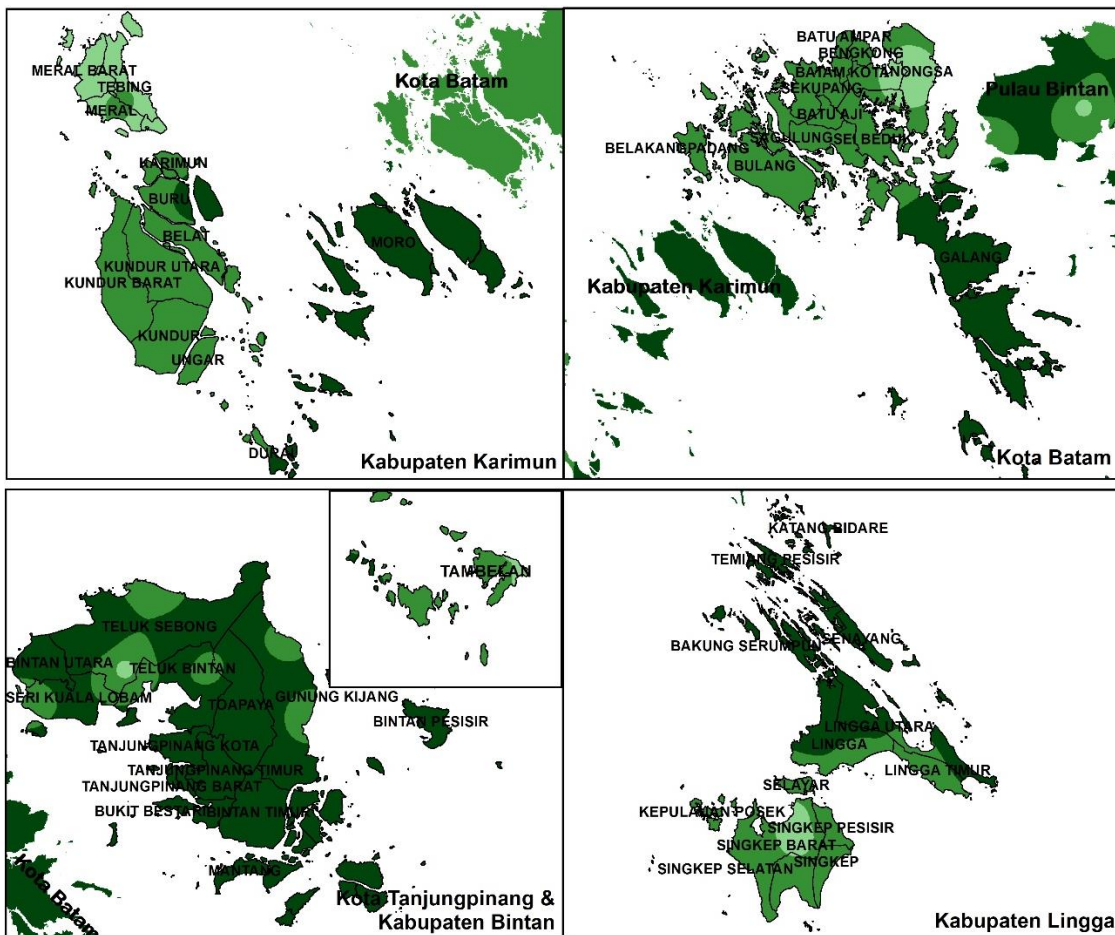 MERAL BARAT
TEBING
MERAL
Kota Batam
KARIMUN
BURU
BELAT
MORO
KUNDUR UTARA
KUNDUR BARAT
KUNDUR
UNGAR
DURAI
Kabupaten Karimun
BATU AMPAR
BENGKONG
BATAM KOTA
NONGSA
SEKUPANG
Pulau Bintan
BATU AJI
SAGULUNG
SEI BEDUK
BELAKANGPADANG
BULANG
GALANG
Kabupaten Karimun
Kota Batam
TAMBELAN
TELUK SEBONG
BINTAN UTARA
TELUK BINTAN
SERI KUALA LOBAM
GUNUNG KIJANG
TOAPAYA
BINTAN PESISIR
TANJUNGPINANG KOTA
TANJUNGPINANG TIMUR
TANJUNGPINANG BARAT
BUKIT BESTARI
BINTAN TIMUR
MANTANG
Kota Batam
Kota Tanjungpinang &
Kabupaten Bintan
KATANG BIDARE
TEMIANG PESISIR
SENAYANG
BAKUNG SERUMPUN
LINGGA UTARA
LINGGA
LINGGA TIMUR
SELAYAR
KEPULAUAN POSEK
SINGKEP PESISIR
SINGKEP BARAT
SINGKEP SELATAN
SINGKEP
Kabupaten Lingga